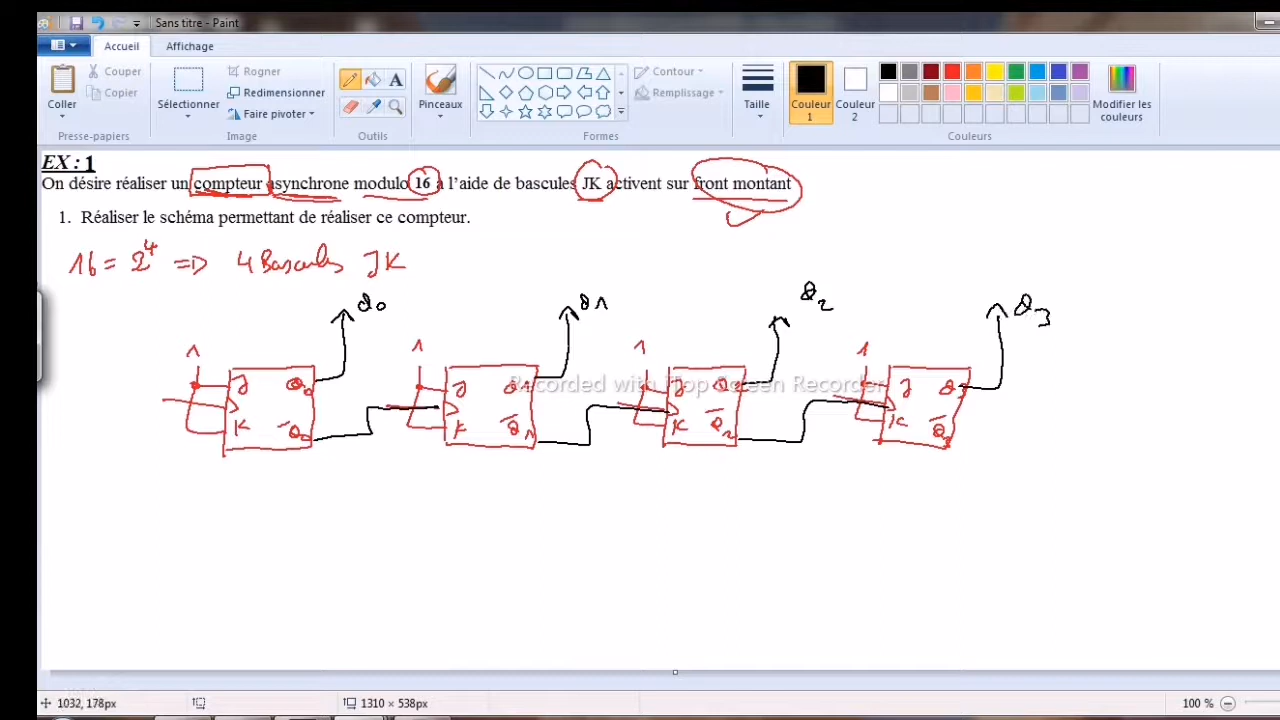 Sans titre - Paint
Accueil Affichage
Coller Couper Copier Presse-papiers
Sélectionner Rogner Redimensionner Faire pivoter Image
Outils
Pinceaux
Contour Remplissage Formes
Taille
Couleur 1 Couleur 2 Modifier les couleurs Couleurs
EX : 1
On désire réaliser un compteur asynchrone modulo 16 à l'aide de bascules JK activent sur front montant
1. Réaliser le schéma permettant de réaliser ce compteur.
16 = 2^4 => 4 Bascules JK
Q0 Q1 Q2 Q3
1 1 1 1
J Q0 J Q1 J Q2 J Q3
Recorded with iTop Screen Recorder
K Q̅0 K Q̅1 K Q̅2 K Q̅3
1032, 178px 1310 × 538px 100 %